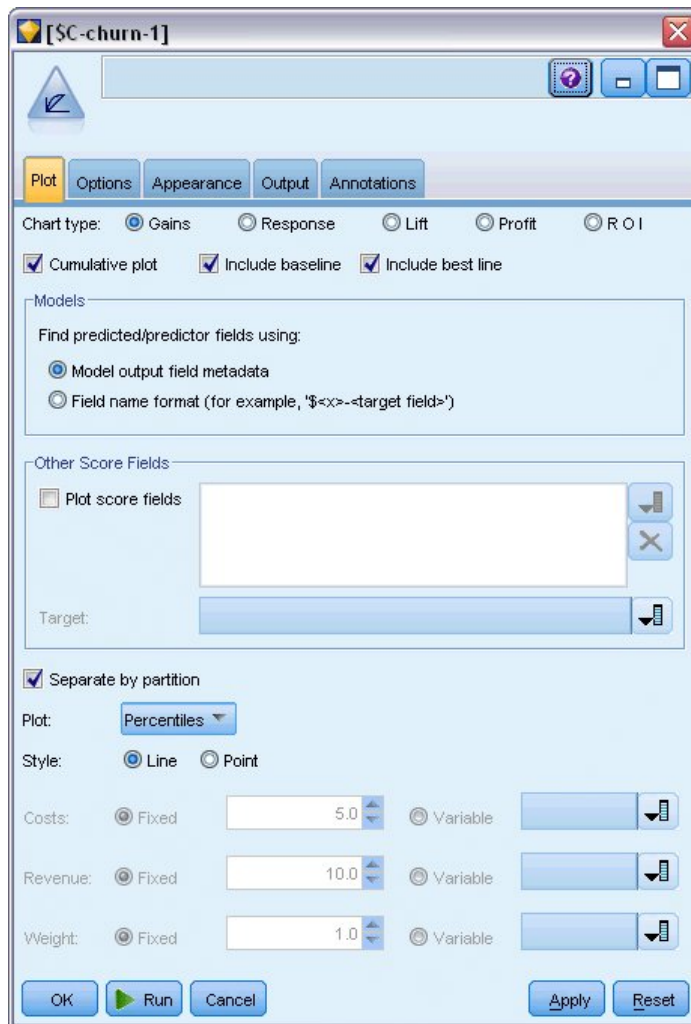 [$C-churn-1]
Plot Options Appearance Output Annotations
Chart type: Gains Response Lift Profit R O I
Cumulative plot Include baseline Include best line
Models
Find predicted/predictor fields using:
Model output field metadata
Field name format (for example, '$<x>-<target field>')
Other Score Fields
Plot score fields
Target:
Separate by partition
Plot: Percentiles
Style: Line Point
Costs: Fixed 5.0 Variable
Revenue: Fixed 10.0 Variable
Weight: Fixed 1.0 Variable
OK Run Cancel Apply Reset